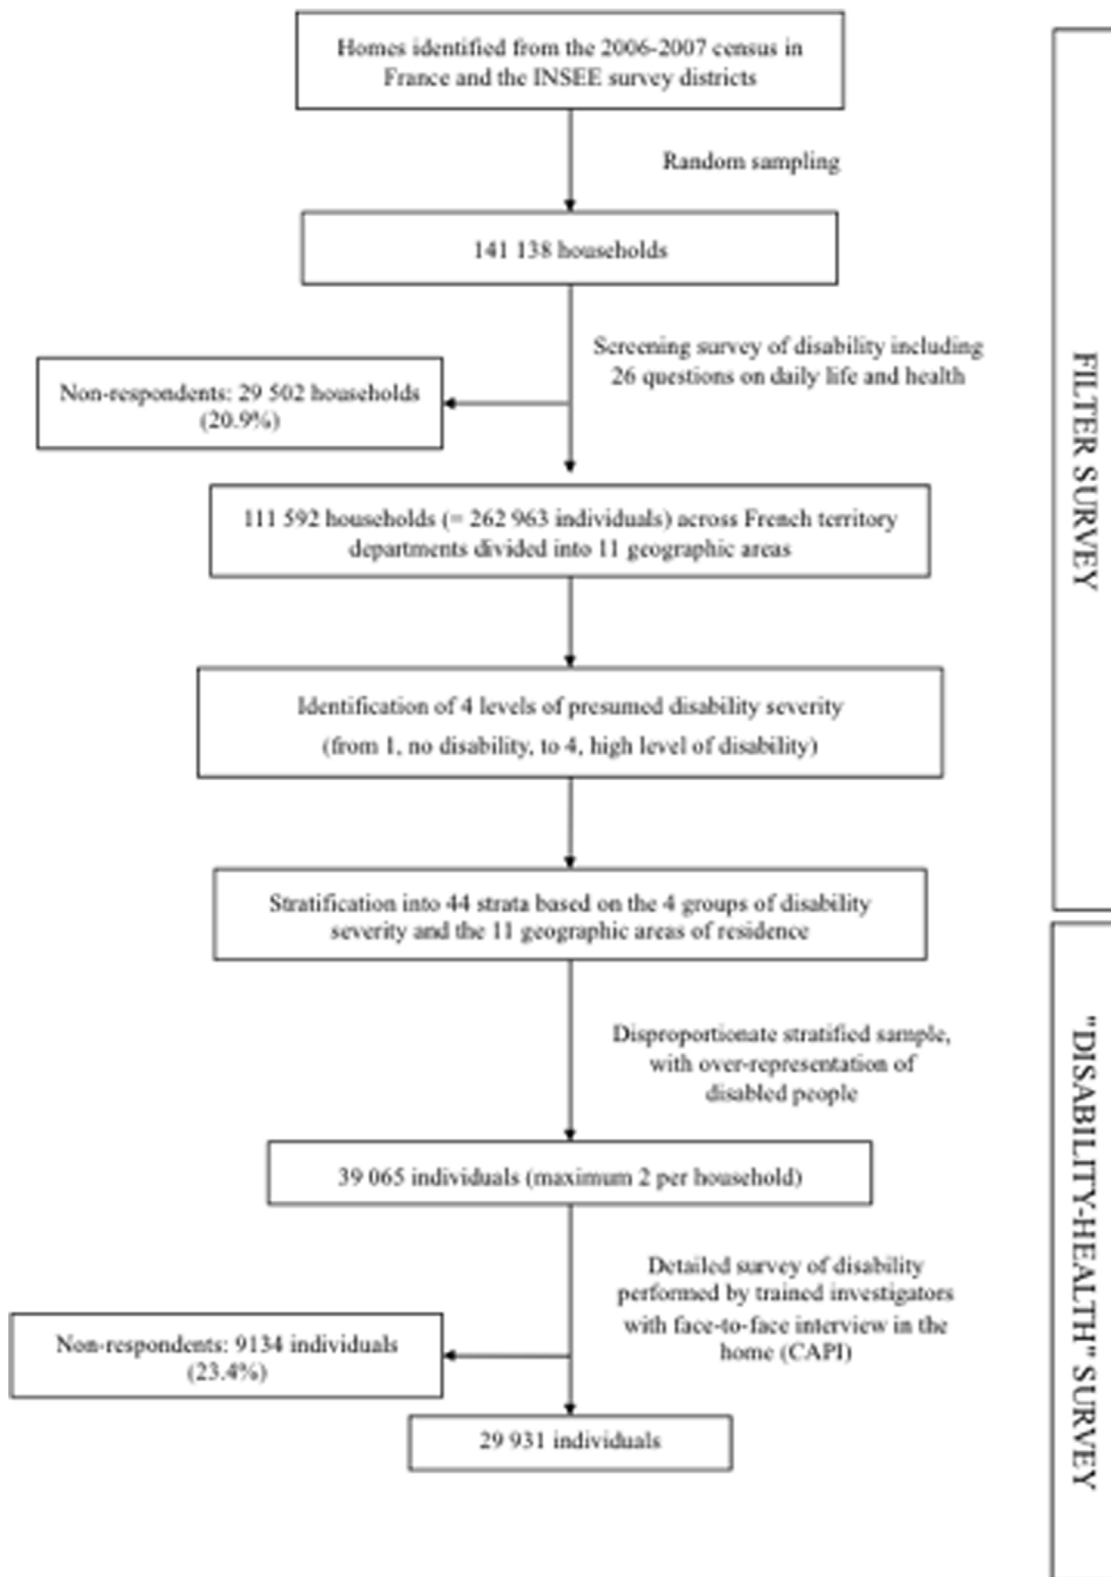 Homes identified from the 2006-2007 census in
France and the INSEE survey districts
Random sampling
141 138 households
Screening survey of disability including
26 questions on daily life and health
Non-respondents: 29 502 households
(20.9%)
111 592 households (= 262 963 individuals) across French territory
departments divided into 11 geographic areas
Identification of 4 levels of presumed disability severity
(from 1, no disability, to 4, high level of disability)
Stratification into 44 strata based on the 4 groups of disability
severity and the 11 geographic areas of residence
Disproportionate stratified sample,
with over-representation of
disabled people
39 065 individuals (maximum 2 per household)
Detailed survey of disability
performed by trained investigators
with face-to-face interview in the
home (CAPI)
Non-respondents: 9134 individuals
(23.4%)
29 931 individuals
FILTER SURVEY
"DISABILITY-HEALTH" SURVEY